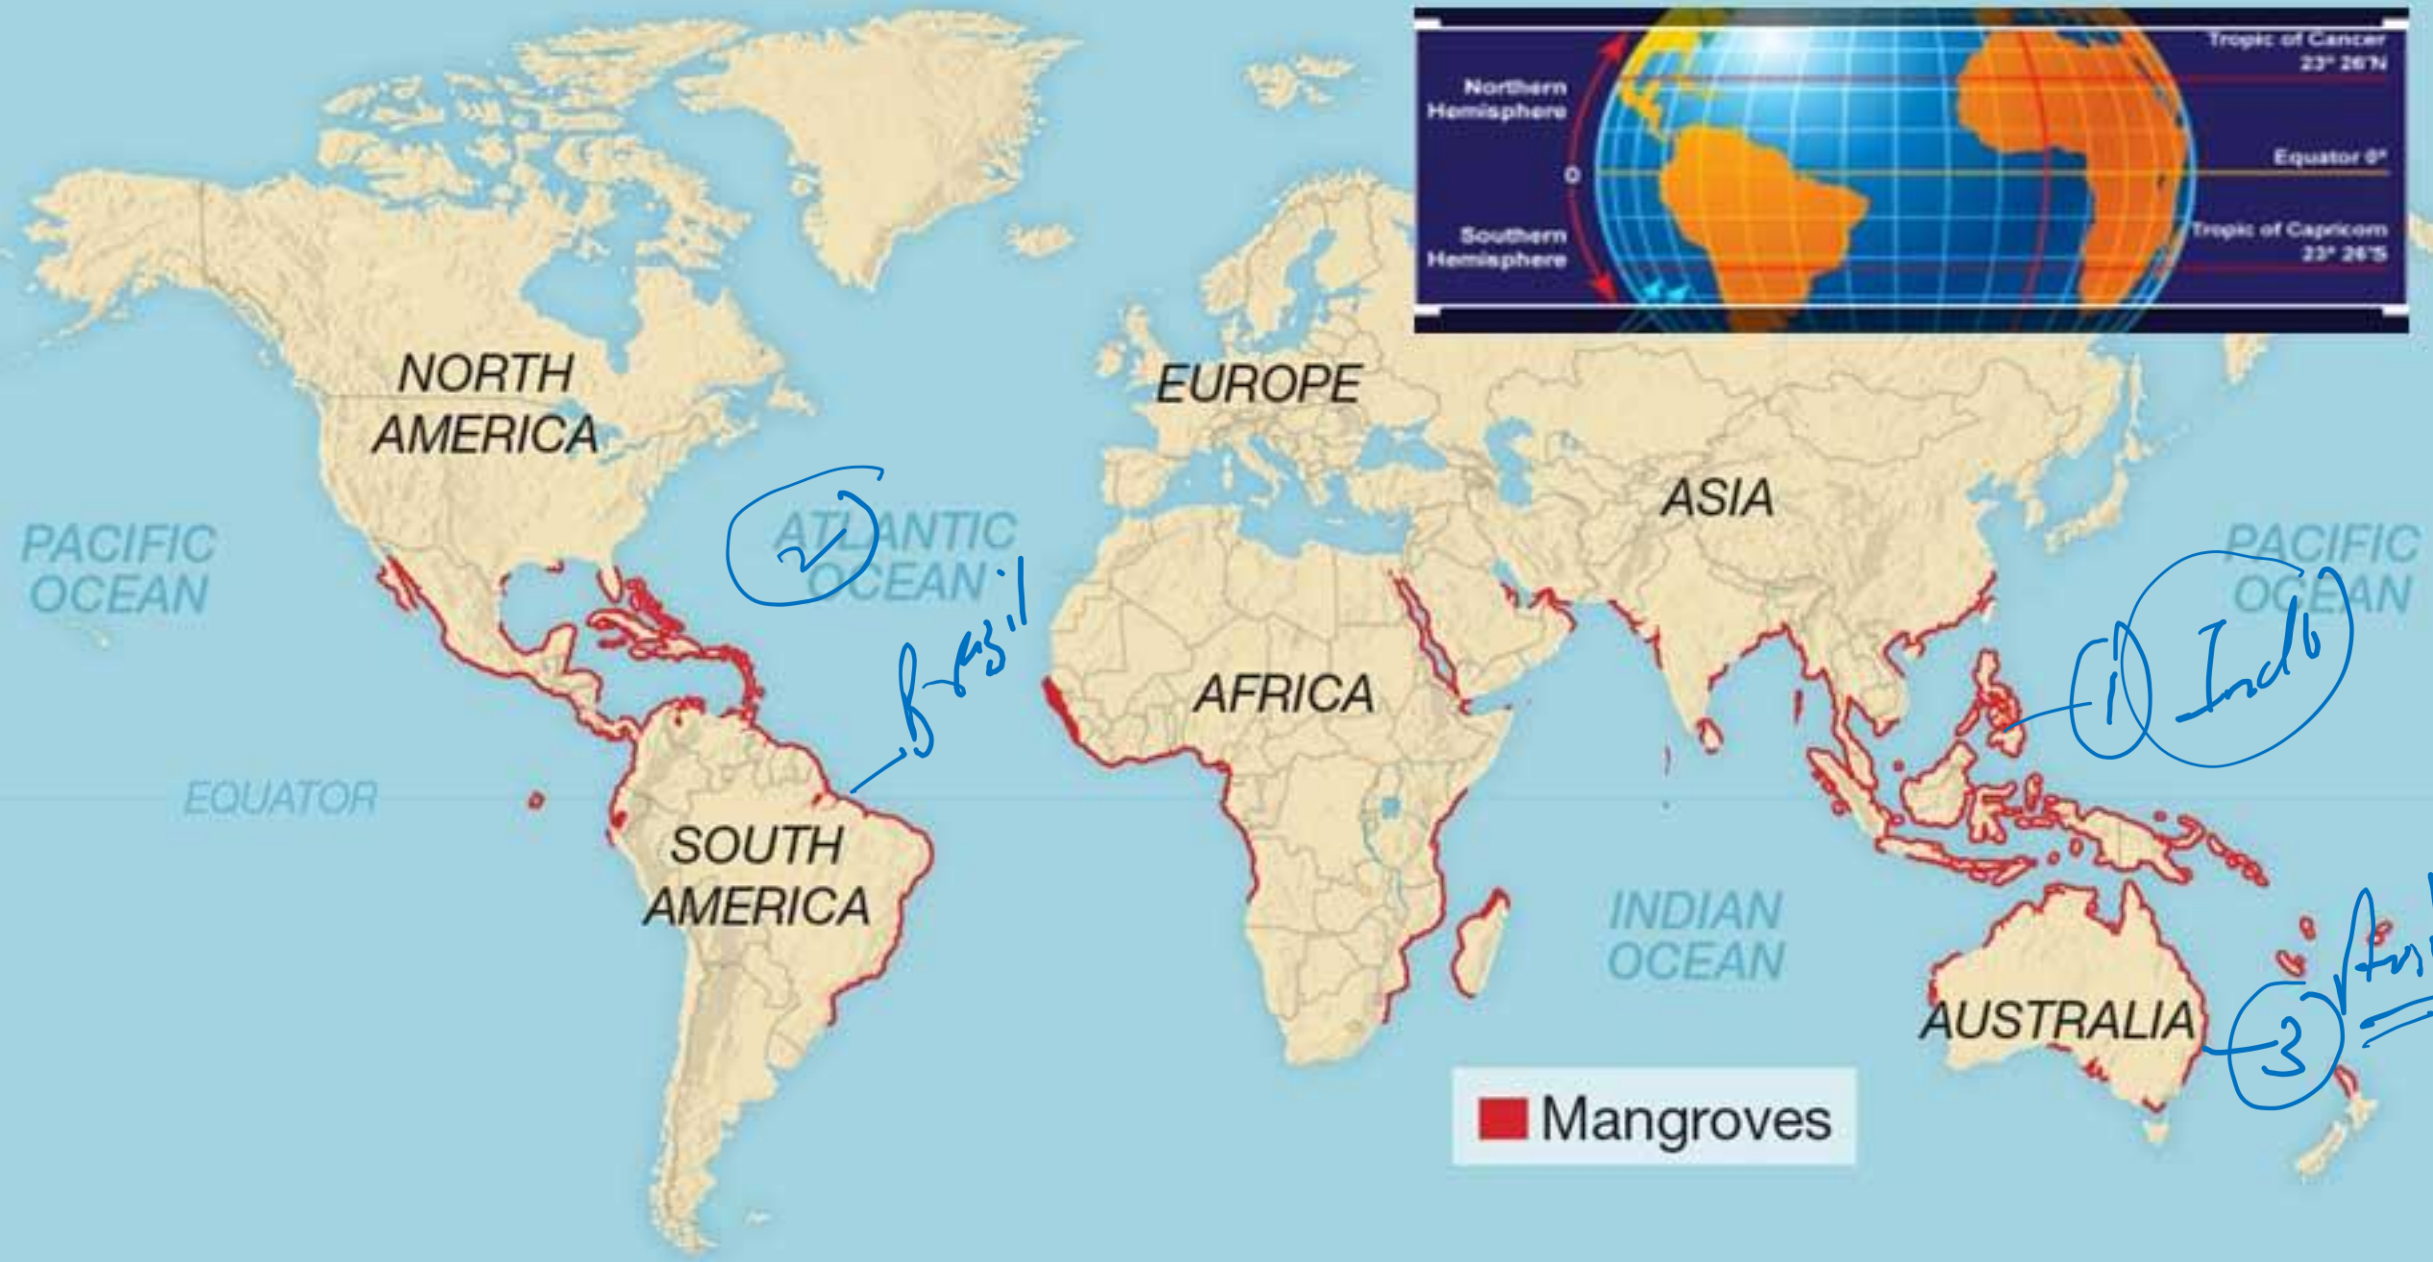 Tropic of Cancer
23° 26'N
Northern
Hemisphere
Equator 0°
0
Southern
Hemisphere
Tropic of Capricorn
23° 26'S
NORTH
AMERICA
EUROPE
ASIA
2
ATLANTIC
OCEAN
PACIFIC
OCEAN
PACIFIC
OCEAN
Brazil
1
Indo
AFRICA
EQUATOR
SOUTH
AMERICA
INDIAN
OCEAN
AUSTRALIA
3
Mangroves